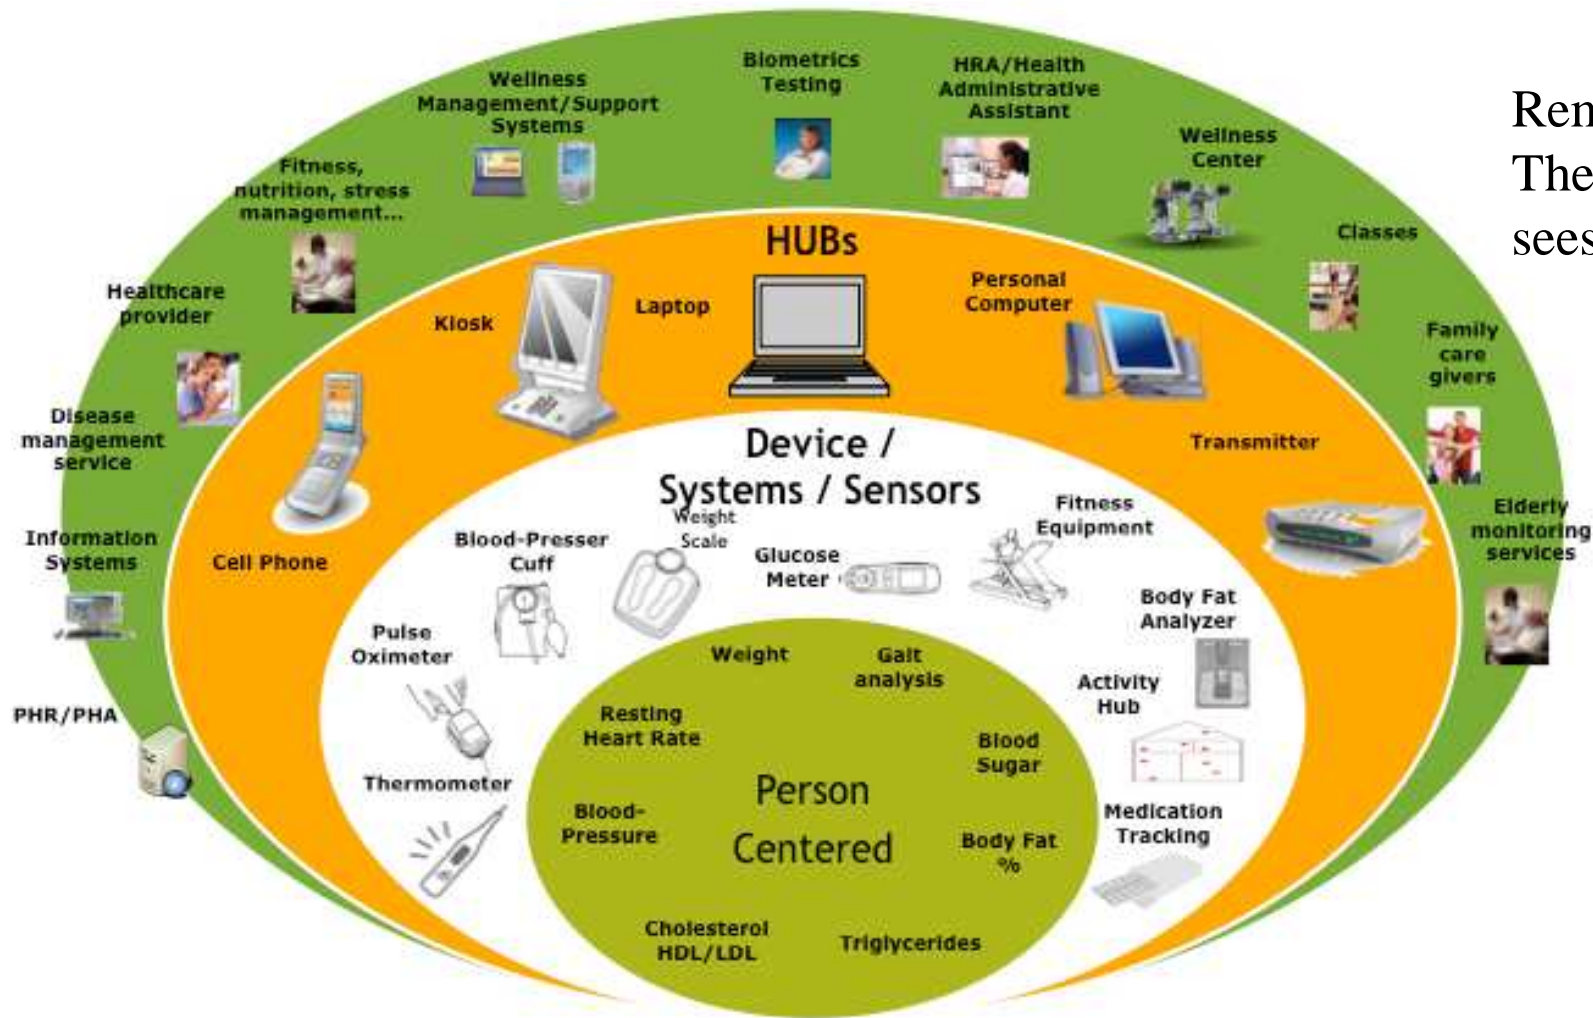 Biometrics
Testing
HRA/Health
Administrative
Assistant
Wellness
Management/Support
Systems
Wellness
Center
Fitness,
nutrition, stress
management...
Classes
Healthcare
provider
Family
care
givers
Disease
management
service
Elderly
monitoring
services
Information
Systems
PHR/PHA
HUBs
Kiosk
Laptop
Personal
Computer
Transmitter
Cell Phone
Device /
Systems / Sensors
Weight
Scale
Blood-Presser
Cuff
Glucose
Meter
Fitness
Equipment
Pulse
Oximeter
Body Fat
Analyzer
Activity
Hub
Thermometer
Medication
Tracking
Weight
Gait
analysis
Resting
Heart Rate
Blood
Sugar
Person
Centered
Blood-
Pressure
Body Fat
%
Cholesterol
HDL/LDL
Triglycerides
The
sees